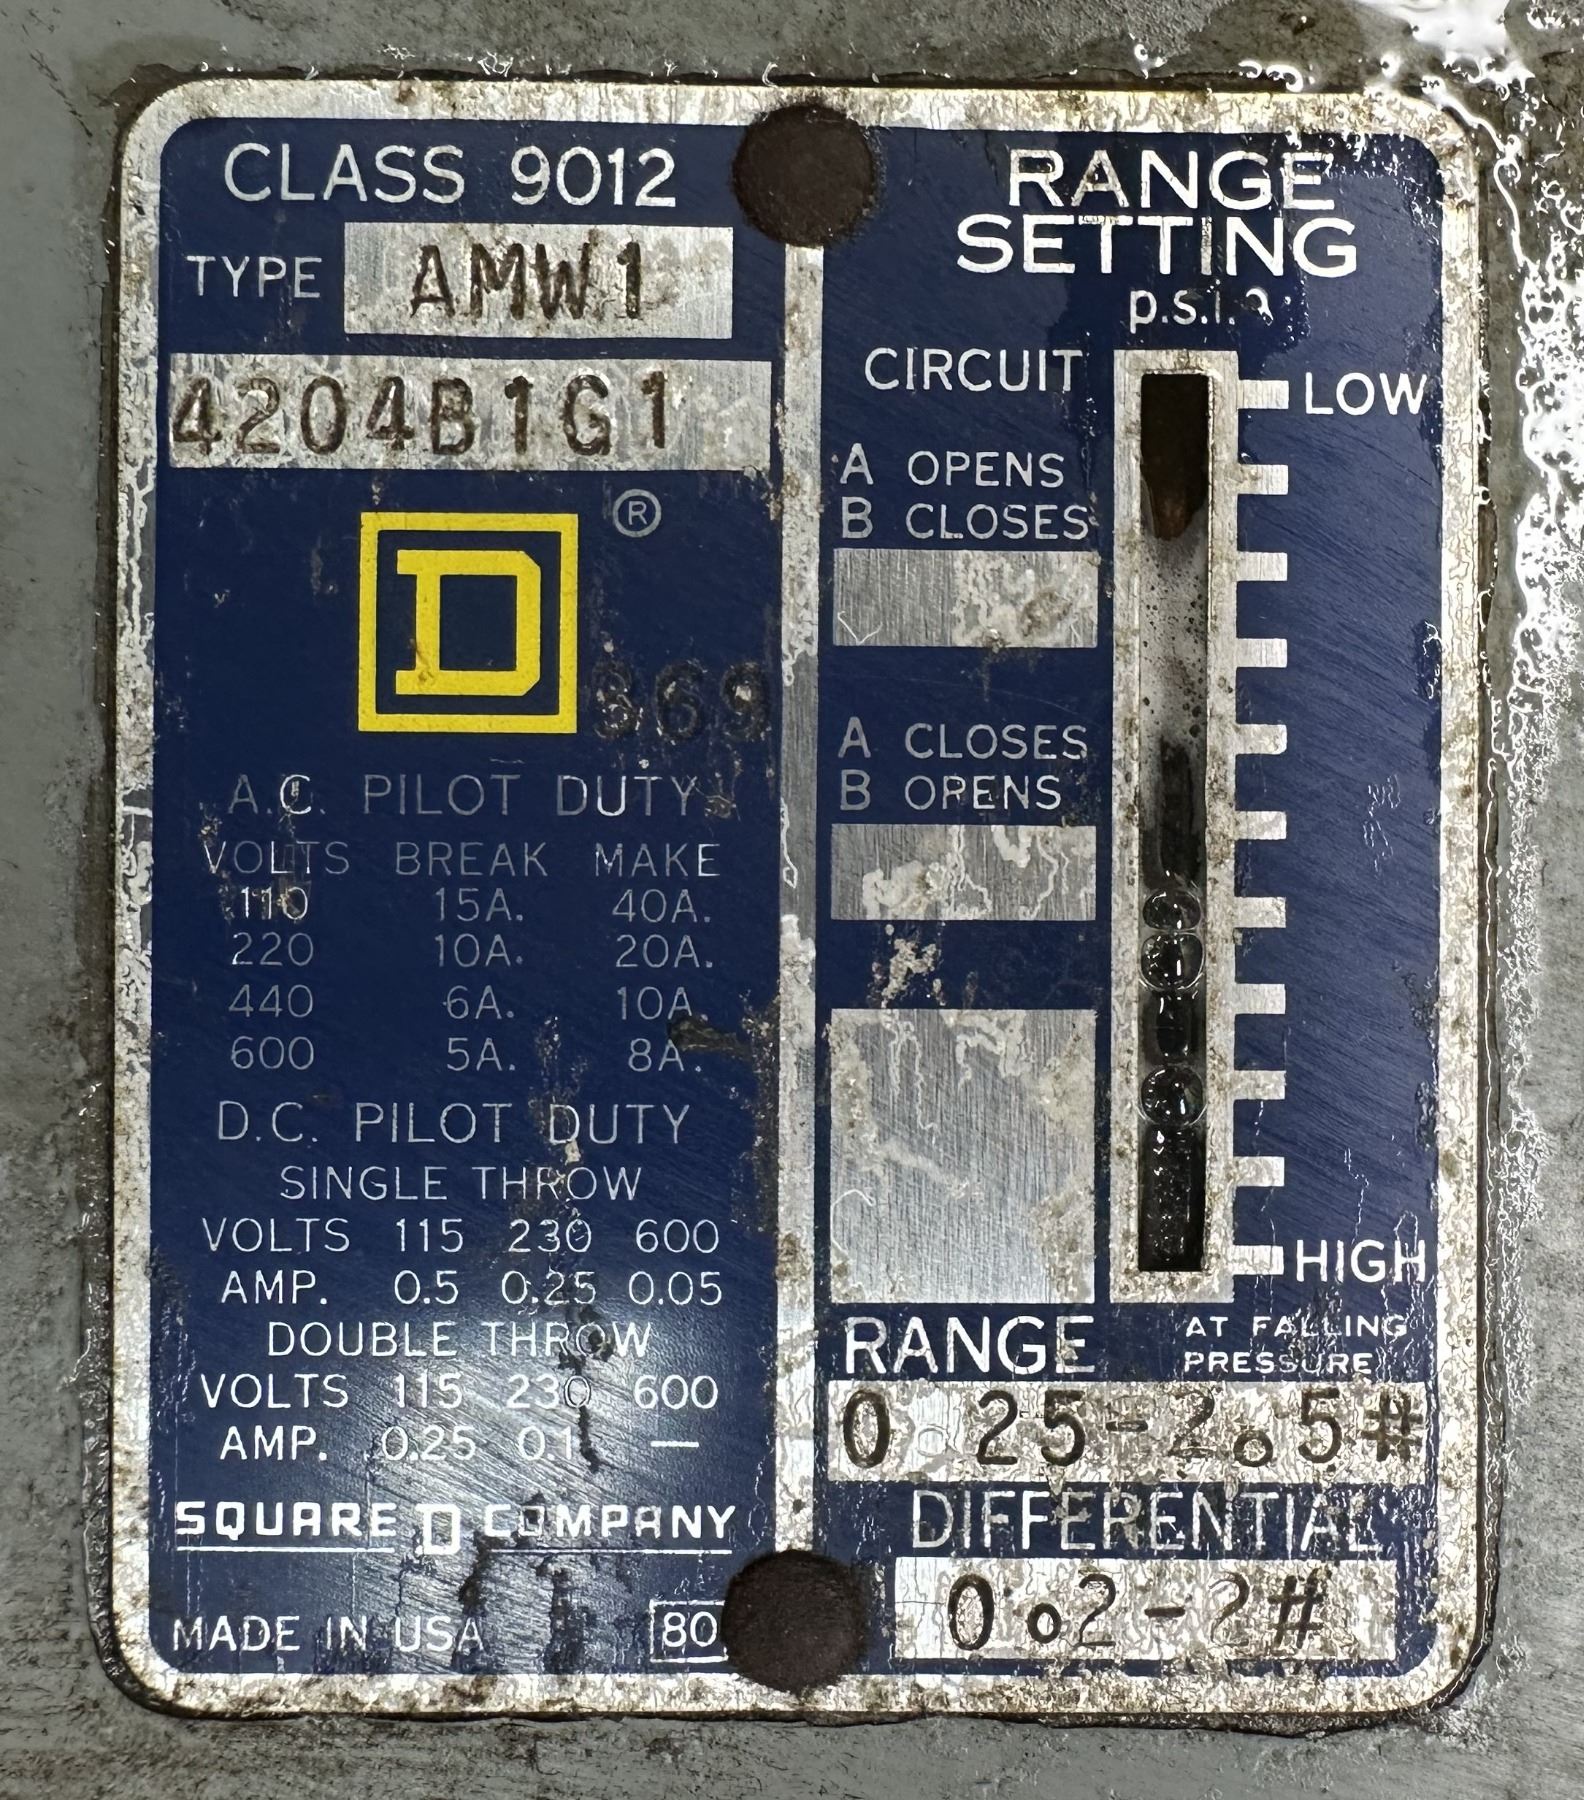 CLASS 9012
TYPE AMW1
4204B1G1
®
D
369
A.C. PILOT DUTY
VOLTS BREAK MAKE
110 15A. 40A.
220 10A. 20A.
440 6A. 10A.
600 5A. 8A.
D.C. PILOT DUTY
SINGLE THROW
VOLTS 115 230 600
AMP. 0.5 0.25 0.05
DOUBLE THROW
VOLTS 115 230 600
AMP. 0.25 0.1 —
SQUARE D COMPANY
MADE IN USA 80
RANGE
SETTING
CIRCUIT
LOW
A OPENS
B CLOSES
A CLOSES
B OPENS
HIGH
RANGE AT FALLING
PRESSURE
0.25-2.5#
DIFFERENTIAL
0.2-2#